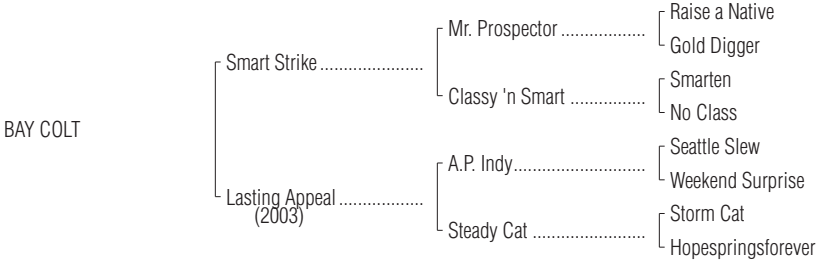 Raise a Native
Mr. Prospector ..................
Gold Digger
Smart Strike ......................
Smarten
Classy 'n Smart ................
No Class
BAY COLT
Seattle Slew
A.P. Indy............................
Weekend Surprise
Lasting Appeal ..................
(2003)
Storm Cat
Steady Cat ........................
Hopespringsforever